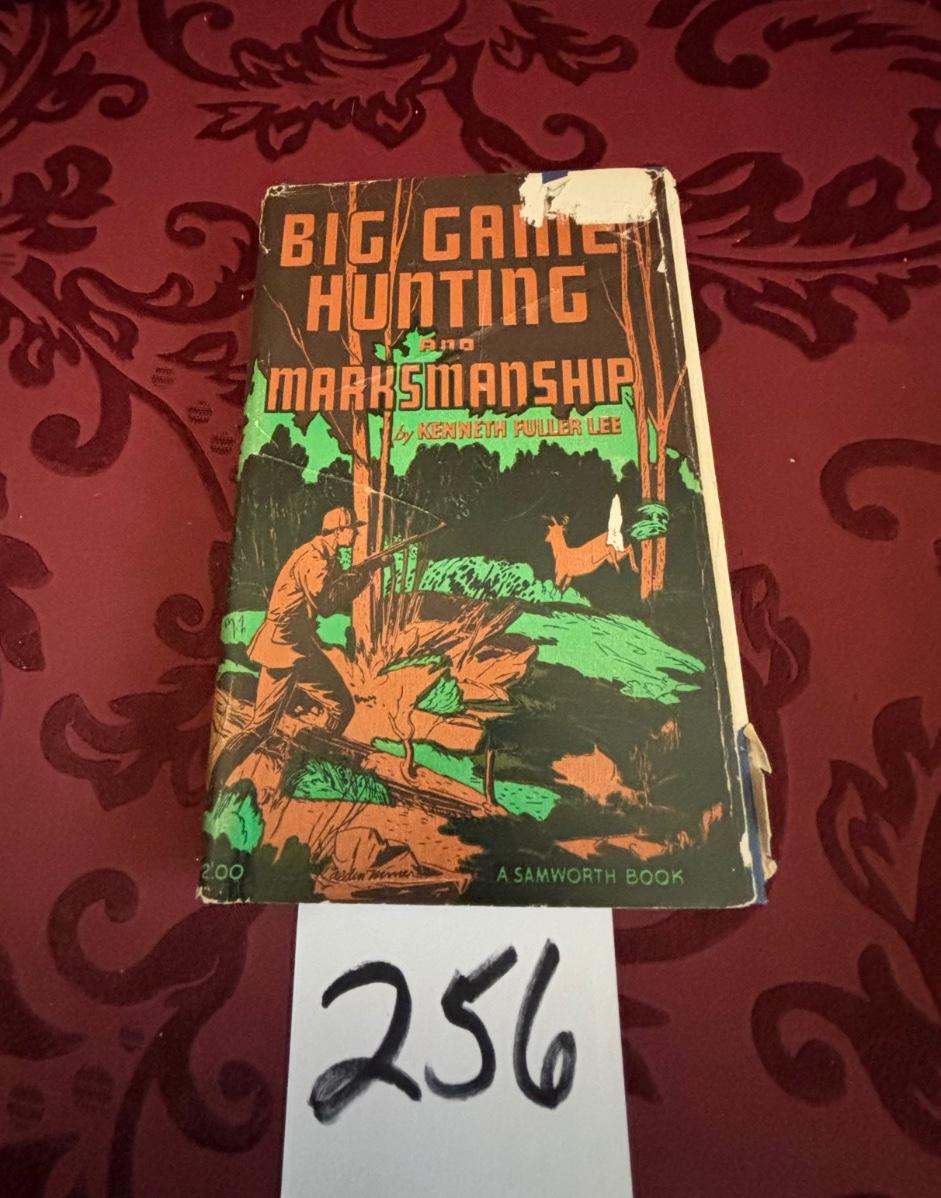 BIG GAME
HUNTING
AND
MARKSMANSHIP
by KENNETH FULLER LEE
2.00
A SAMWORTH BOOK
256